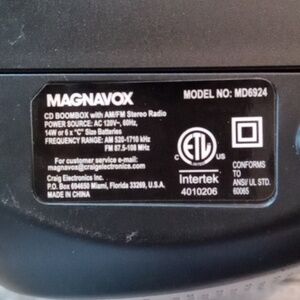 MAGNAVOX
MODEL NO: MD6924
CD BOOMBOX with AM/FM Stereo Radio
POWER SOURCE: AC 120V~, 60Hz,
14W or 6 x "C" Size Batteries
FREQUENCY RANGE: AM 520-1710 kHz
FM 87.5-108 MHz
For customer service e-mail:
magnavox@craigelectronics.com
Craig Electronics Inc.
P.O. Box 694650 Miami, Florida 33269, U.S.A.
MADE IN CHINA
C
ETL
US
Intertek
4010206
CONFORMS
TO
ANSI/ UL STD.
60065